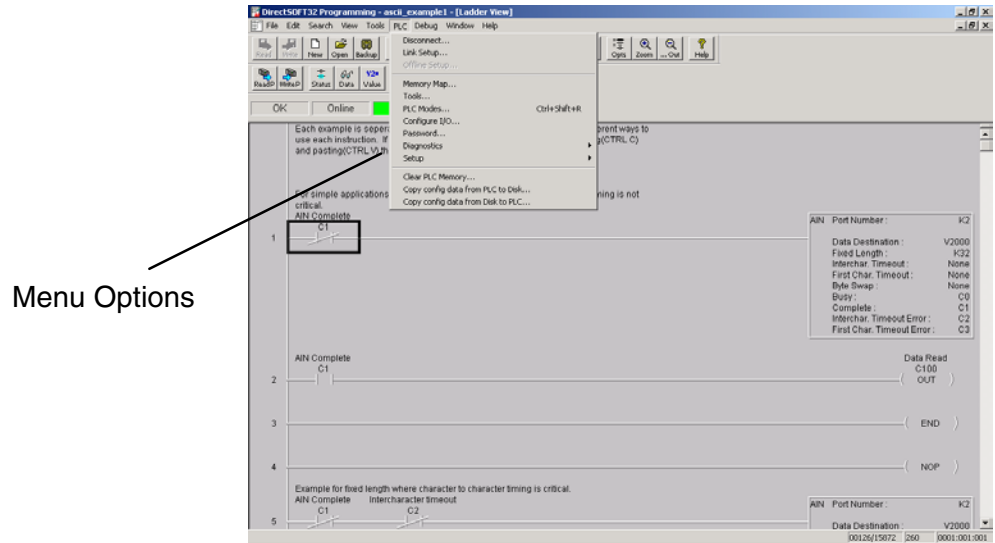 DirectSOFT32 Programming - ascii_example1 - [Ladder View]
File Edit Search View Tools PLC Debug Window Help
Read Write New Open Backup Opts Zoom ... Out Help
ReadP WriteP Status Data Value
OK Online
Disconnect...
Link Setup...
Offline Setup...
Memory Map...
Tools...
PLC Modes... Ctrl+Shift+R
Configure I/O...
Password...
Diagnostics
Setup
Clear PLC Memory...
Copy config data from PLC to Disk...
Copy config data from Disk to PLC...
Each example is seper erent ways to
use each instruction. If g(CTRL C)
and pasting(CTRL V) th
For simple applications ming is not
critical.
AIN Complete
C1
1
AIN Port Number : K2
Data Destination : V2000
Fixed Length : K32
Interchar. Timeout : None
First Char. Timeout : None
Byte Swap : None
Busy : C0
Complete : C1
Interchar. Timeout Error : C2
First Char. Timeout Error : C3
Menu Options
AIN Complete Data Read
C1 C100
2 ( OUT )
3 ( END )
4 ( NOP )
Example for fixed length where character to character timing is critical.
AIN Complete Intercharacter timeout
C1 C2
5
AIN Port Number : K2
Data Destination : V2000
00126/15872 260 0001:001:001